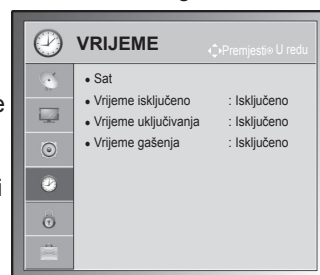 VRIJEME
Premjesti U redu
• Sat
• Vrijeme isključeno : Isključeno
• Vrijeme uključivanja : Isključeno
• Vrijeme gašenja : Isključeno
e
i